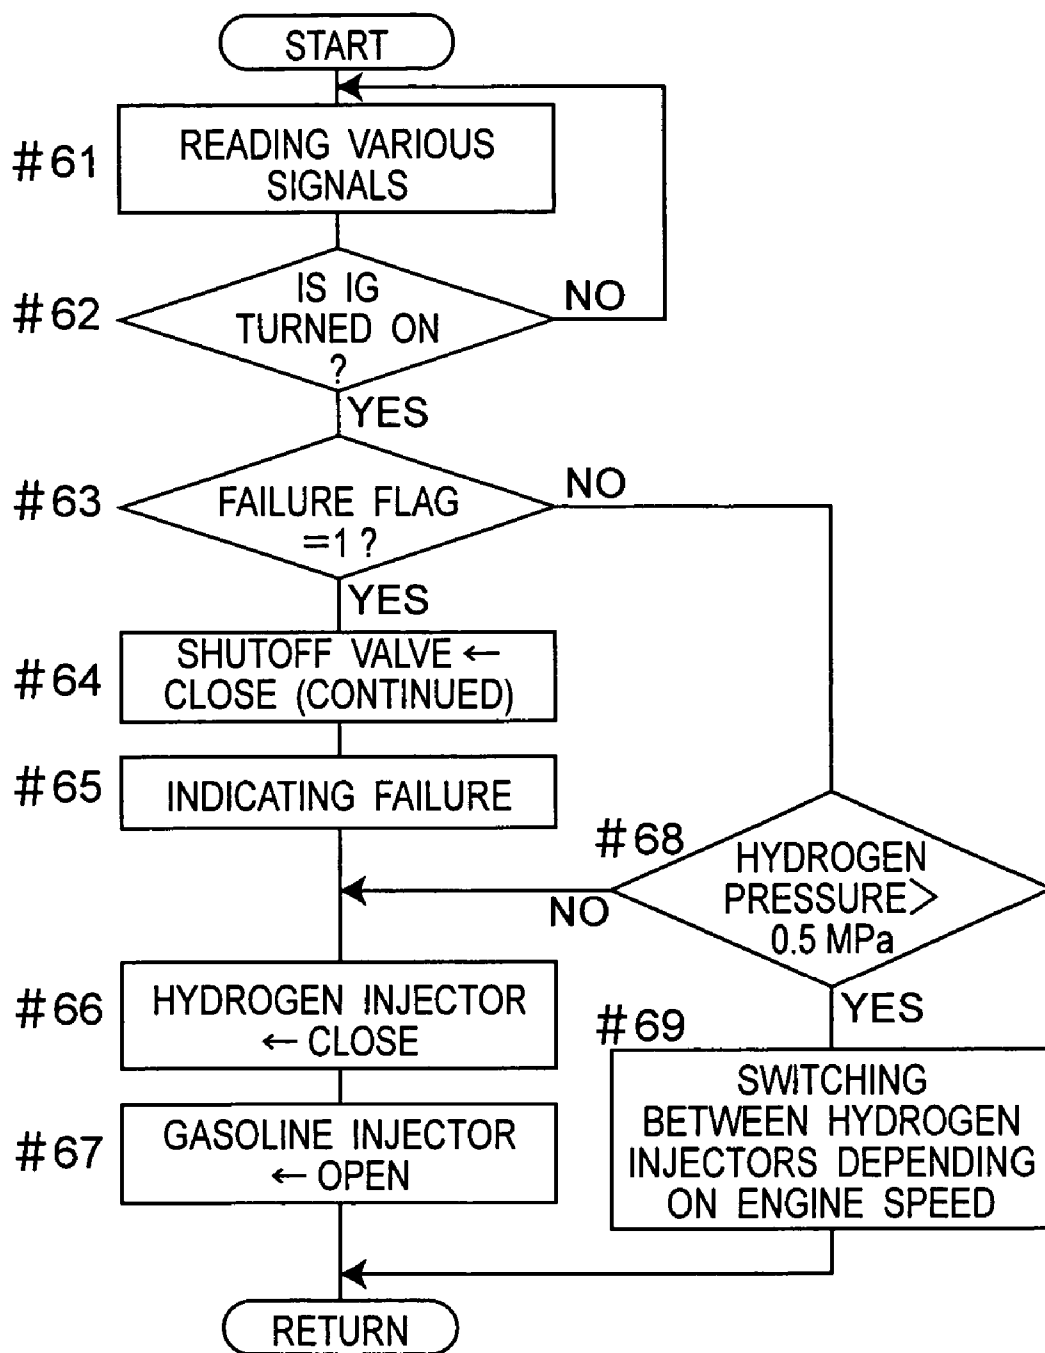 START
#61
READING VARIOUS
SIGNALS
#62
IS IG
TURNED ON
?
NO
YES
#63
FAILURE FLAG
=1 ?
NO
YES
#64
SHUTOFF VALVE ←
CLOSE (CONTINUED)
#65
INDICATING FAILURE
#68
HYDROGEN
PRESSURE>
0.5 MPa
NO
YES
#66
HYDROGEN INJECTOR
← CLOSE
#69
SWITCHING
BETWEEN HYDROGEN
INJECTORS DEPENDING
ON ENGINE SPEED
#67
GASOLINE INJECTOR
← OPEN
RETURN